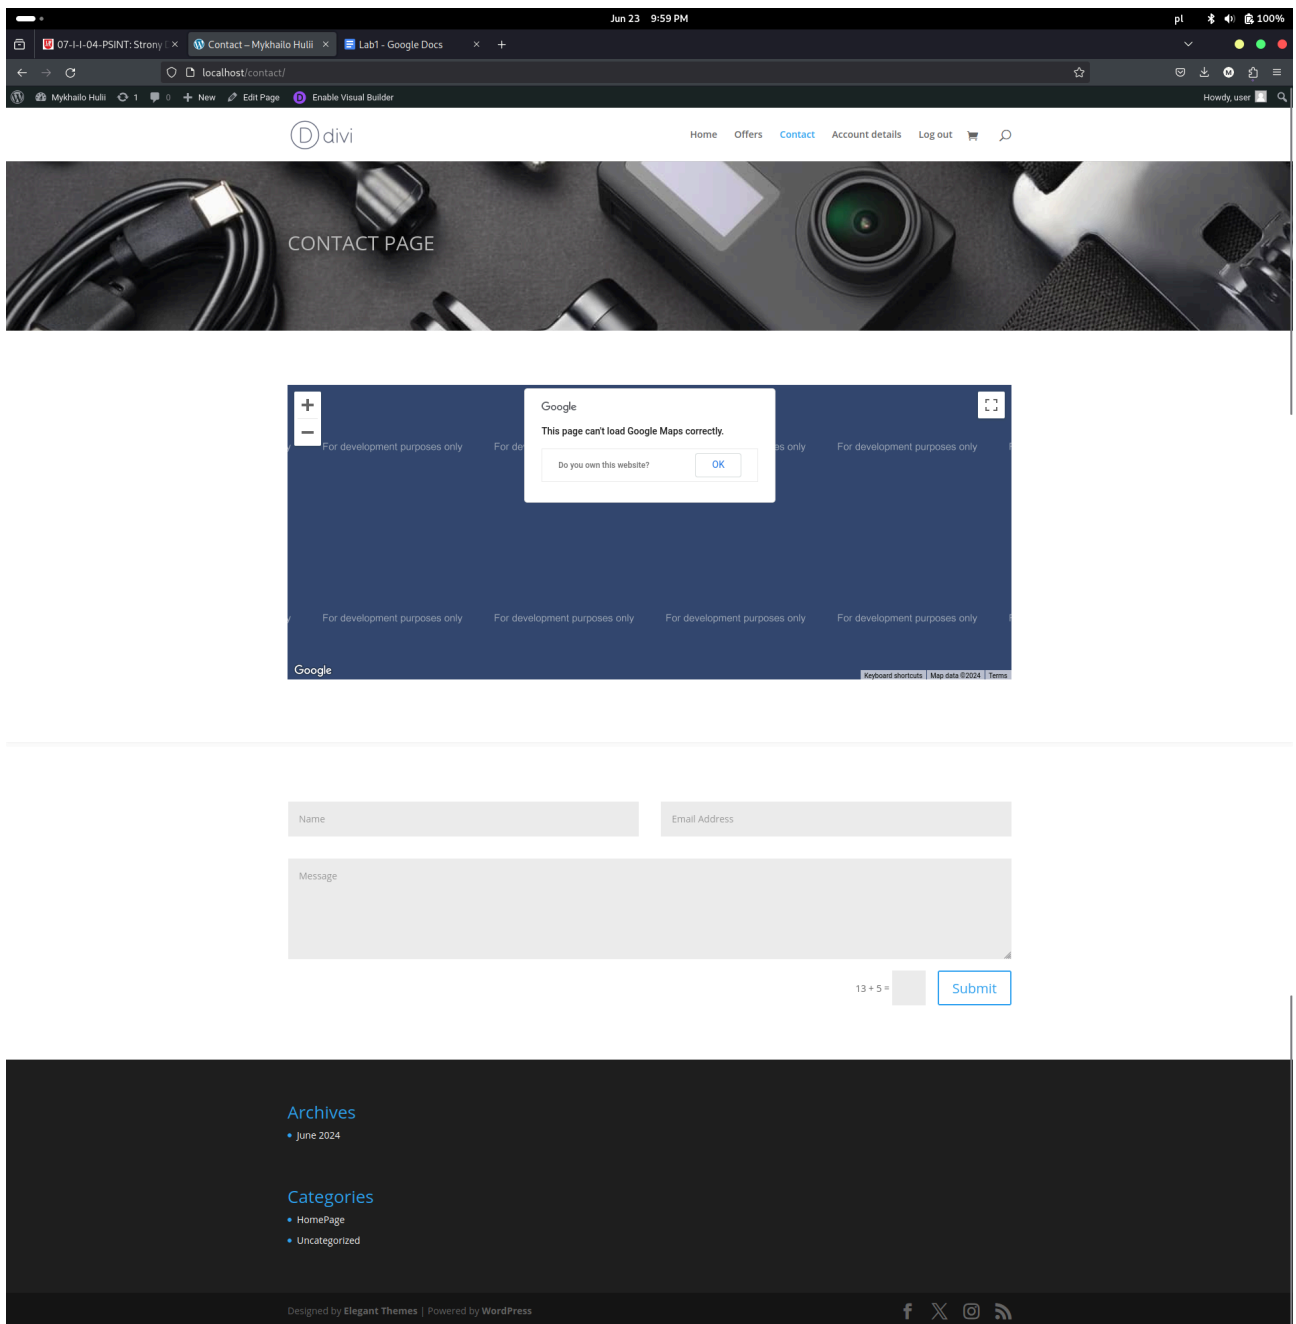 Jun 23 9:59 PM
pl 100%
07-I-I-04-PSINT: Strony
Contact – Mykhailo Hulii
Lab1 - Google Docs
localhost/contact/
Mykhailo Hulii 1 0 New Edit Page Enable Visual Builder
Howdy, user
divi
Home Offers Contact Account details Log out
CONTACT PAGE
Google
This page can't load Google Maps correctly.
Do you own this website? OK
For development purposes only For de es only For development purposes only
For development purposes only For development purposes only For development purposes only For development purposes only
Google
Keyboard shortcuts Map data ©2024 Terms
Name
Email Address
Message
13 + 5 =
Submit
Archives
June 2024
Categories
HomePage
Uncategorized
Designed by Elegant Themes | Powered by WordPress